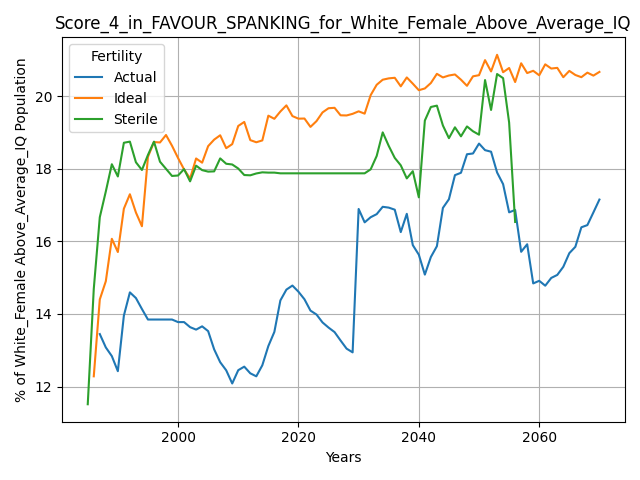 Score_4_in_FAVOUR_SPANKING_for_White_Female_Above_Average_IQ
Fertility
Actual
Ideal
Sterile
% of White_Female Above_Average_IQ Population
20
18
16
14
12
2000
2020
2040
2060
Years